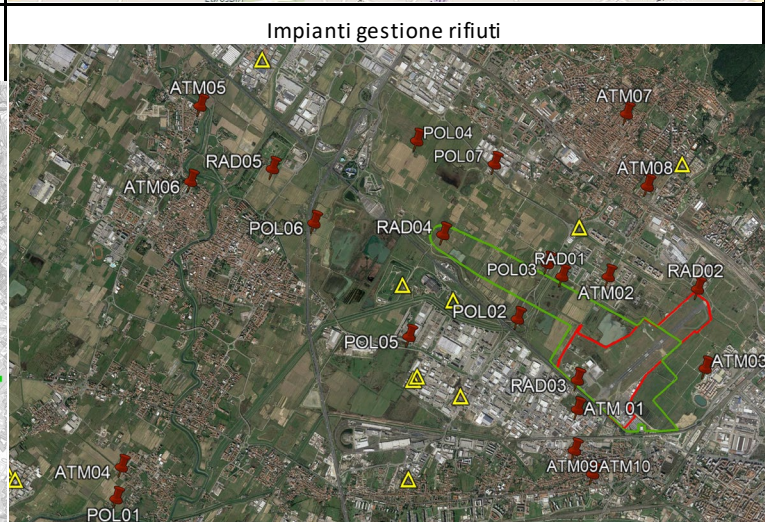 Impianti gestione rifiuti
ATM05
ATM07
POL04
POL07
RAD05
ATM08
ATM06
POL06
RAD04
RAD01
POL03
RAD02
ATM02
POL02
POL05
ATM03
RAD03
ATM 01
ATM04
ATM09ATM10
POL01